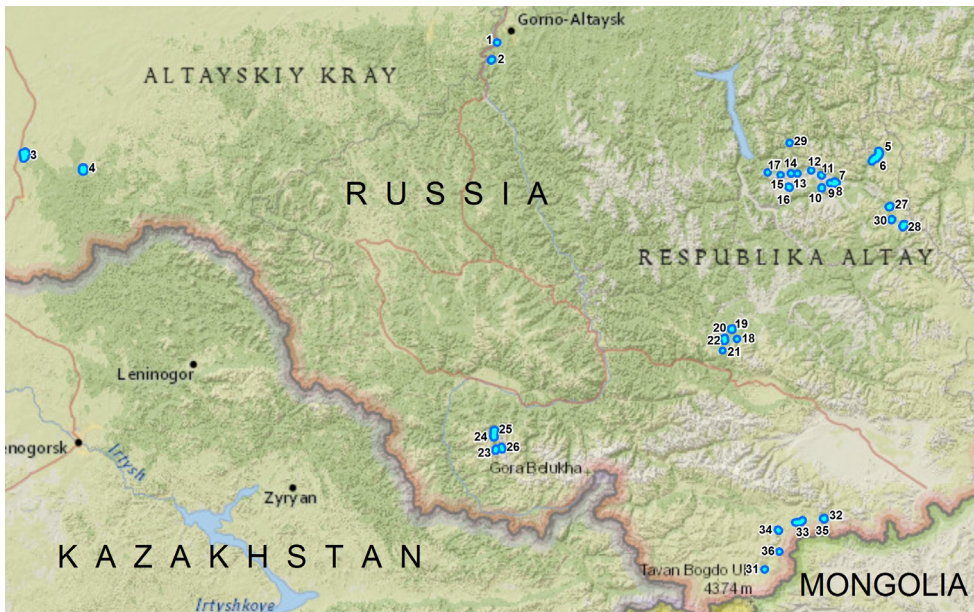 Gorno-Altaysk
1
2
ALTAYSKIY KRAY
3
4
5
6
29
17 14 12 11 7
15 13 9 8
16 10
RUSSIA
27
30 28
RESPUBLIKA ALTAY
20 19
22 18
21
Leninogor
25
24
23 26
enogorsk
Irtysh
Gora Belukha
Zyryan
32
34 33 35
36
KAZAKHSTAN
31
Tavan Bogdo Ul
4374 m
MONGOLIA
Irtyshkoye